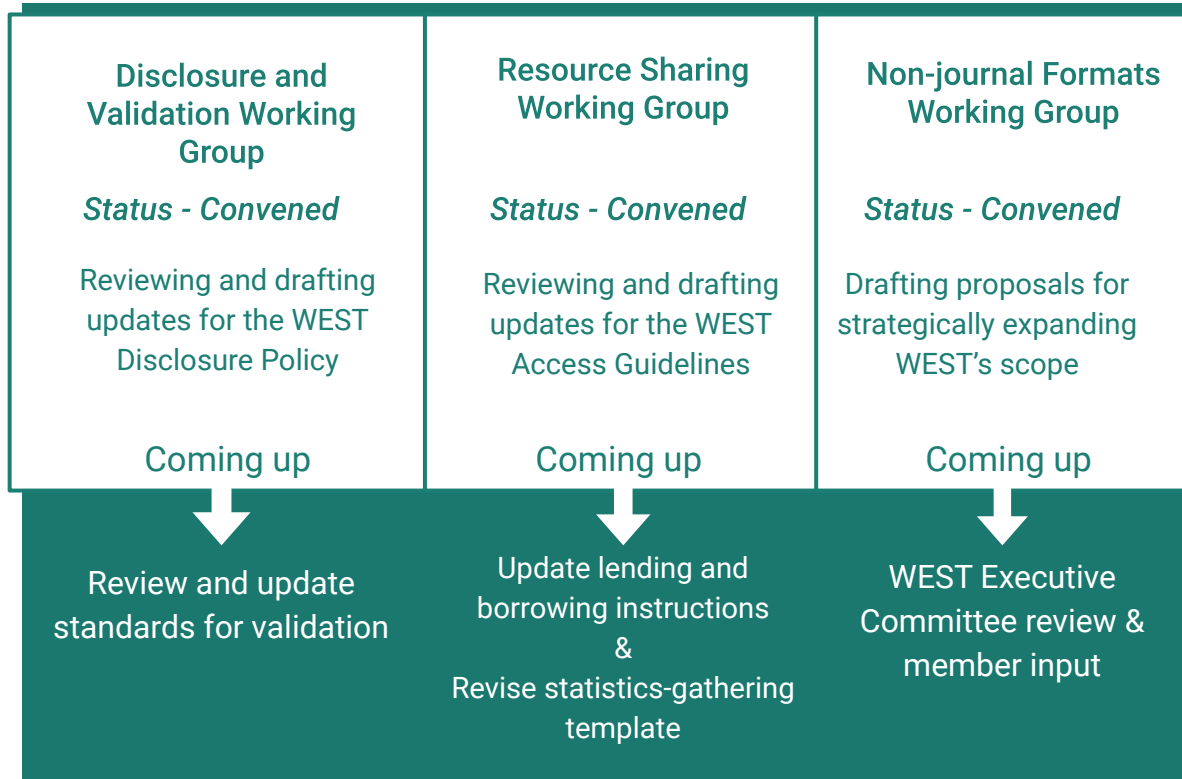 Disclosure and
Validation Working
Group
Status - Convened
Reviewing and drafting
updates for the WEST
Disclosure Policy
Coming up
Review and update
standards for validation
Resource Sharing
Working Group
Status - Convened
Reviewing and drafting
updates for the WEST
Access Guidelines
Coming up
Update lending and
borrowing instructions
&
Revise statistics-gathering
template
Non-journal Formats
Working Group
Status - Convened
Drafting proposals for
strategically expanding
WEST’s scope
Coming up
WEST Executive
Committee review &
member input